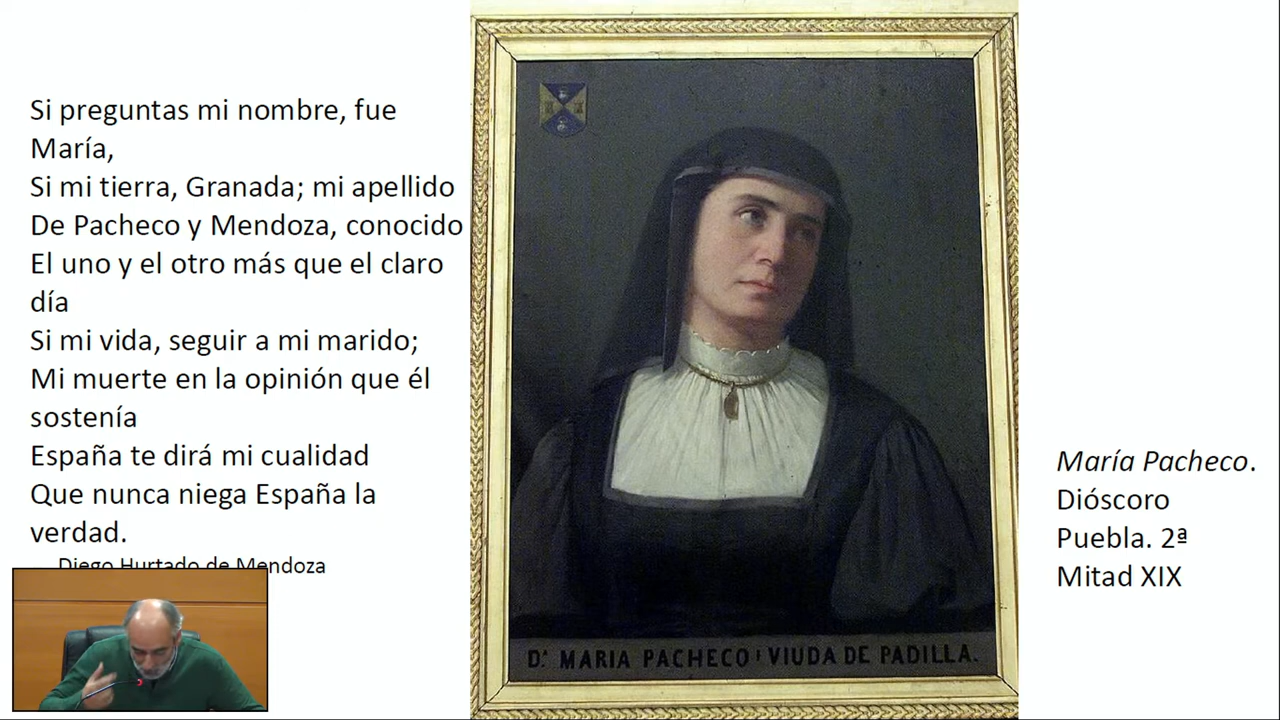 Si preguntas mi nombre, fue
María,
Si mi tierra, Granada; mi apellido
De Pacheco y Mendoza, conocido
El uno y el otro más que el claro
día
Si mi vida, seguir a mi marido;
Mi muerte en la opinión que él
sostenía
España te dirá mi cualidad
Que nunca niega España la
verdad.
Diego Hurtado de Mendoza
D.ª MARIA PACHECO VIUDA DE PADILLA.
María Pacheco.
Dióscoro
Puebla. 2ª
Mitad XIX